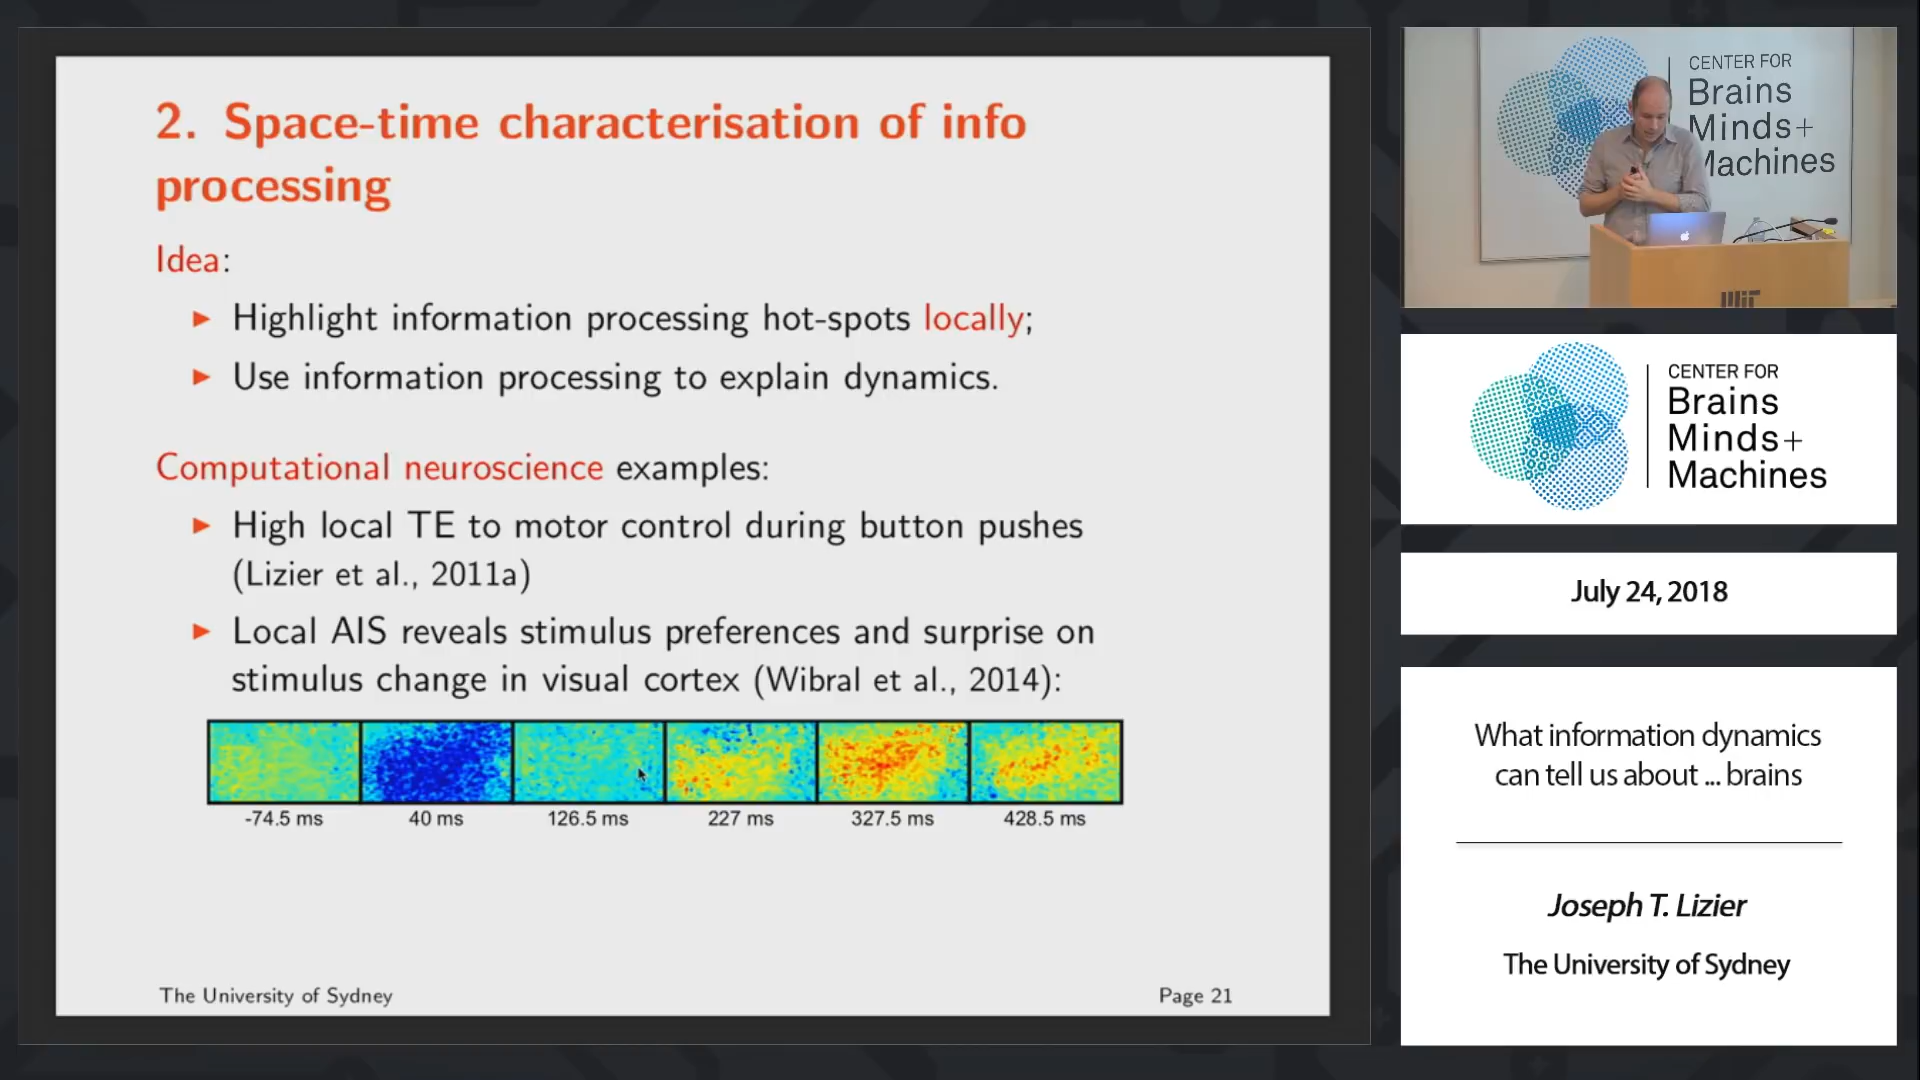 2. Space-time characterisation of info
processing
Idea:
► Highlight information processing hot-spots locally;
► Use information processing to explain dynamics.
Computational neuroscience examples:
► High local TE to motor control during button pushes
(Lizier et al., 2011a)
► Local AIS reveals stimulus preferences and surprise on
stimulus change in visual cortex (Wibral et al., 2014):
-74.5 ms 40 ms 126.5 ms 227 ms 327.5 ms 428.5 ms
The University of Sydney Page 21
CENTER FOR
Brains
Minds+
Machines
MIT
CENTER FOR
Brains
Minds+
Machines
July 24, 2018
What information dynamics
can tell us about ... brains
Joseph T. Lizier
The University of Sydney